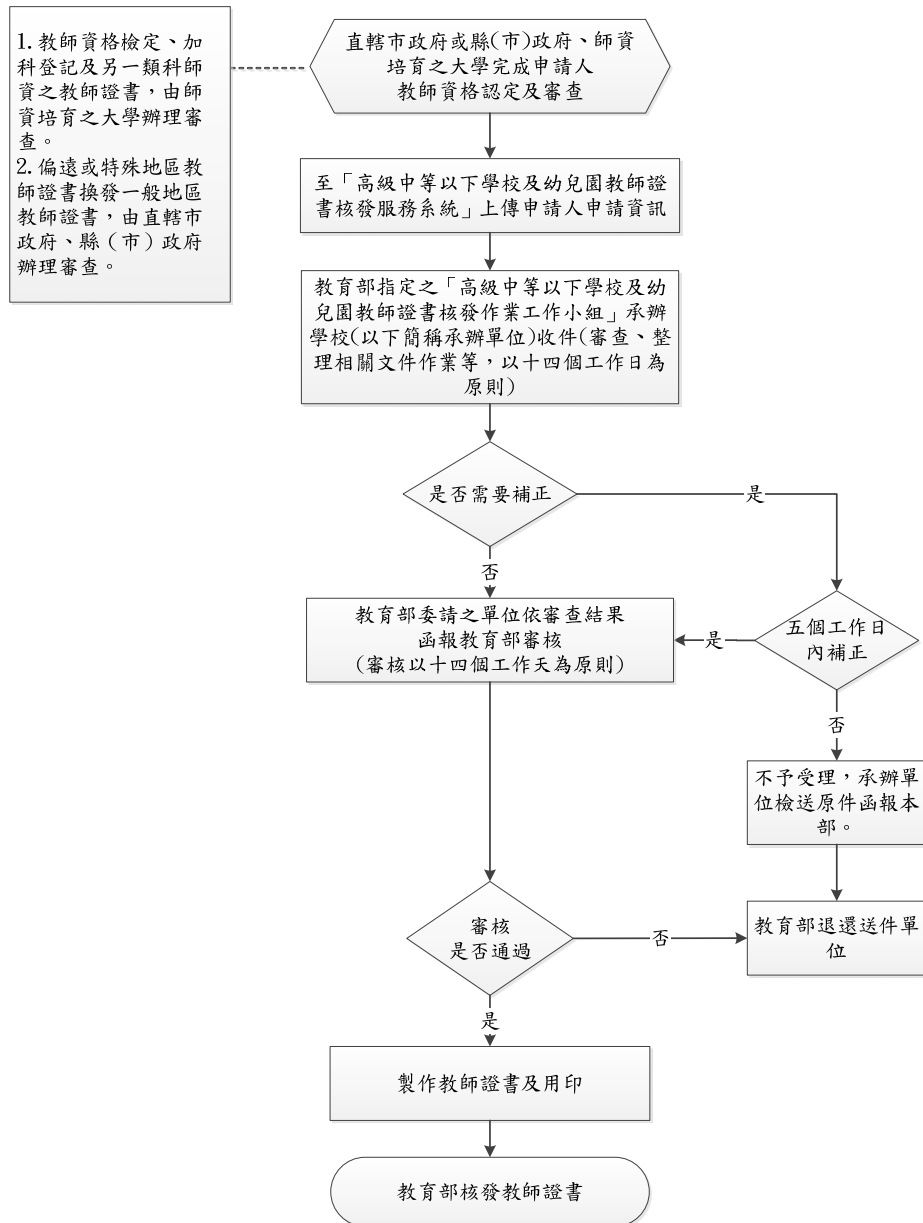 1. 教師資格檢定、加
科登記及另一類科師
資之教師證書，由師
資培育之大學辦理審
查。
2. 偏遠或特殊地區教
師證書換發一般地區
教師證書，由直轄市
政府、縣（市）政府
辦理審查。
直轄市政府或縣(市)政府、師資
培育之大學完成申請人
教師資格認定及審查
至「高級中等以下學校及幼兒園教師證
書核發服務系統」上傳申請人申請資訊
教育部指定之「高級中等以下學校及幼
兒園教師證書核發作業工作小組」承辦
學校(以下簡稱承辦單位)收件(審查、整
理相關文件作業等，以十四個工作日為
原則)
是否需要補正
是
否
教育部委請之單位依審查結果
函報教育部審核
(審核以十四個工作天為原則)
是
五個工作日
內補正
否
不予受理，承辦單
位檢送原件函報本
部。
審核
是否通過
否
教育部退還送件單
位
是
製作教師證書及用印
教育部核發教師證書